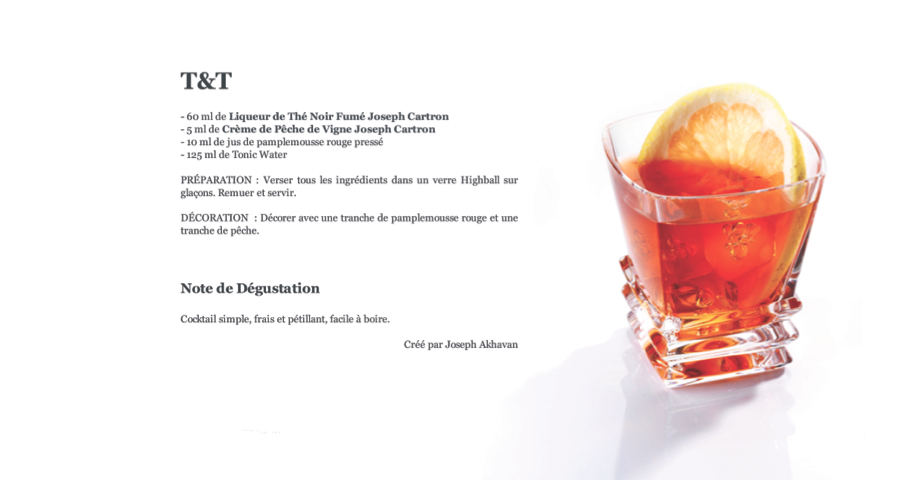 T&T
- 60 ml de Liqueur de Thé Noir Fumé Joseph Cartron
- 5 ml de Crème de Pêche de Vigne Joseph Cartron
- 10 ml de jus de pamplemousse rouge pressé
- 125 ml de Tonic Water
PRÉPARATION : Verser tous les ingrédients dans un verre Highball sur
glaçons. Remuer et servir.
DÉCORATION : Décorer avec une tranche de pamplemousse rouge et une
tranche de pêche.
Note de Dégustation
Cocktail simple, frais et pétillant, facile à boire.
Créé par Joseph Akhavan